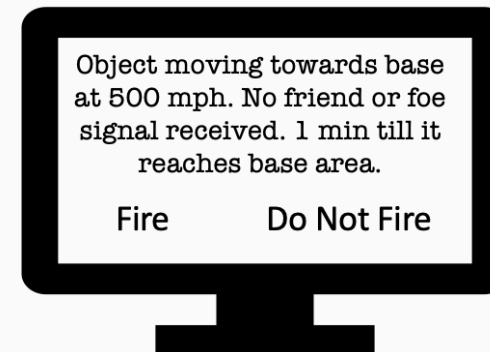 Object moving towards base
at 500 mph. No friend or foe
signal received. 1 min till it
reaches base area.
Fire Do Not Fire